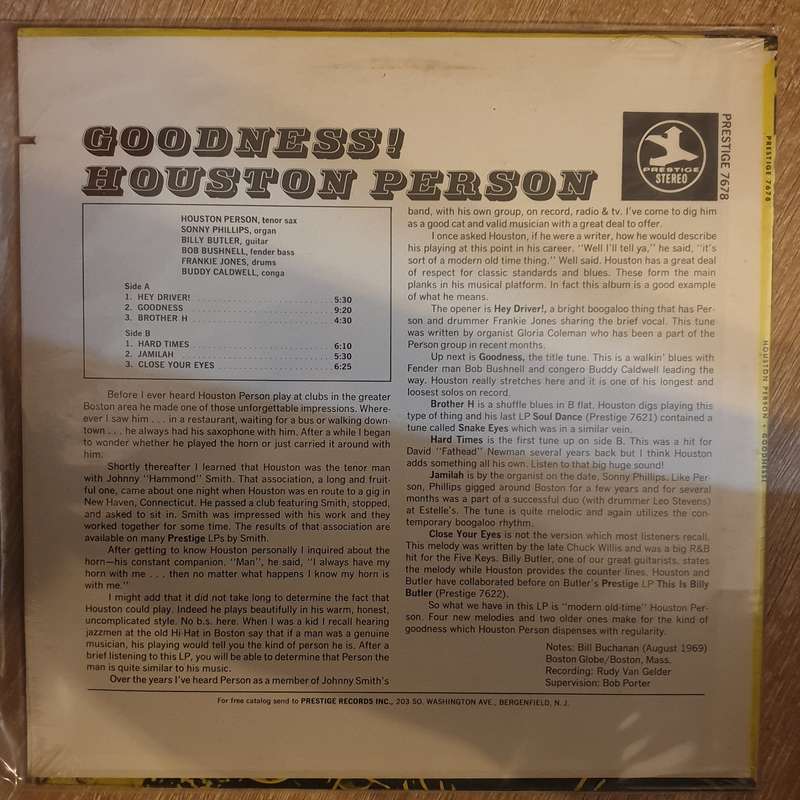 GOODNESS!
HOUSTON PERSON
PRESTIGE
STEREO
PRESTIGE 7678
PRESTIGE 7678
HOUSTON PERSON • GOODNESS!
HOUSTON PERSON, tenor sax
SONNY PHILLIPS, organ
BILLY BUTLER, guitar
BOB BUSHNELL, fender bass
FRANKIE JONES, drums
BUDDY CALDWELL, conga
Side A
1. HEY DRIVER! 5:30
2. GOODNESS 9:20
3. BROTHER H 4:30
Side B
1. HARD TIMES 6:10
2. JAMILAH 5:30
3. CLOSE YOUR EYES 6:25
Before I ever heard Houston Person play at clubs in the greater
Boston area he made one of those unforgettable impressions. Where-
ever I saw him . . . in a restaurant, waiting for a bus or walking down-
town . . . he always had his saxophone with him. After a while I began
to wonder whether he played the horn or just carried it around with
him.
Shortly thereafter I learned that Houston was the tenor man
with Johnny "Hammond" Smith. That association, a long and fruit-
ful one, came about one night when Houston was en route to a gig in
New Haven, Connecticut. He passed a club featuring Smith, stopped,
and asked to sit in. Smith was impressed with his work and they
worked together for some time. The results of that association are
available on many Prestige LPs by Smith.
After getting to know Houston personally I inquired about the
horn—his constant companion. "Man", he said, "I always have my
horn with me . . . then no matter what happens I know my horn is
with me."
I might add that it did not take long to determine the fact that
Houston could play. Indeed he plays beautifully in his warm, honest,
uncomplicated style. No b.s. here. When I was a kid I recall hearing
jazzmen at the old Hi-Hat in Boston say that if a man was a genuine
musician, his playing would tell you the kind of person he is. After a
brief listening to this LP, you will be able to determine that Person the
man is quite similar to his music.
Over the years I've heard Person as a member of Johnny Smith's
band, with his own group, on record, radio & tv. I've come to dig him
as a good cat and valid musician with a great deal to offer.
I once asked Houston, if he were a writer, how he would describe
his playing at this point in his career. "Well I'll tell ya," he said, "it's
sort of a modern old time thing." Well said. Houston has a great deal
of respect for classic standards and blues. These form the main
planks in his musical platform. In fact this album is a good example
of what he means.
The opener is Hey Driver!, a bright boogaloo thing that has Per-
son and drummer Frankie Jones sharing the brief vocal. This tune
was written by organist Gloria Coleman who has been a part of the
Person group in recent months.
Up next is Goodness, the title tune. This is a walkin' blues with
Fender man Bob Bushnell and congero Buddy Caldwell leading the
way. Houston really stretches here and it is one of his longest and
loosest solos on record.
Brother H is a shuffle blues in B flat. Houston digs playing this
type of thing and his last LP Soul Dance (Prestige 7621) contained a
tune called Snake Eyes which was in a similar vein.
Hard Times is the first tune up on side B. This was a hit for
David "Fathead" Newman several years back but I think Houston
adds something all his own. Listen to that big huge sound!
Jamilah is by the organist on the date, Sonny Phillips. Like Per-
son, Phillips gigged around Boston for a few years and for several
months was a part of a successful duo (with drummer Leo Stevens)
at Estelle's. The tune is quite melodic and again utilizes the con-
temporary boogaloo rhythm.
Close Your Eyes is not the version which most listeners recall.
This melody was written by the late Chuck Willis and was a big R&B
hit for the Five Keys. Billy Butler, one of our great guitarists, states
the melody while Houston provides the counter lines. Houston and
Butler have collaborated before on Butler's Prestige LP This Is Billy
Butler (Prestige 7622).
So what we have in this LP is "modern old-time" Houston Per-
son. Four new melodies and two older ones make for the kind of
goodness which Houston Person dispenses with regularity.
Notes: Bill Buchanan (August 1969)
Boston Globe/Boston, Mass.
Recording: Rudy Van Gelder
Supervision: Bob Porter
For free catalog send to PRESTIGE RECORDS INC., 203 SO. WASHINGTON AVE., BERGENFIELD, N. J.